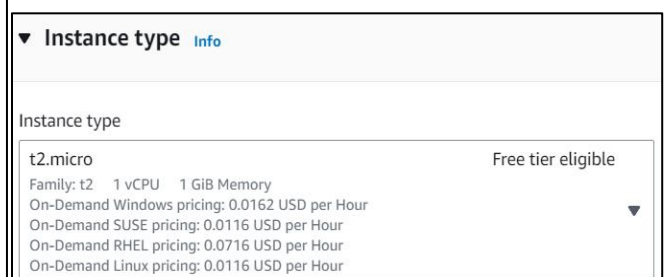 ▼ Instance type Info
Instance type
t2.micro Free tier eligible
Family: t2 1 vCPU 1 GiB Memory
On-Demand Windows pricing: 0.0162 USD per Hour
On-Demand SUSE pricing: 0.0116 USD per Hour
On-Demand RHEL pricing: 0.0716 USD per Hour
On-Demand Linux pricing: 0.0116 USD per Hour